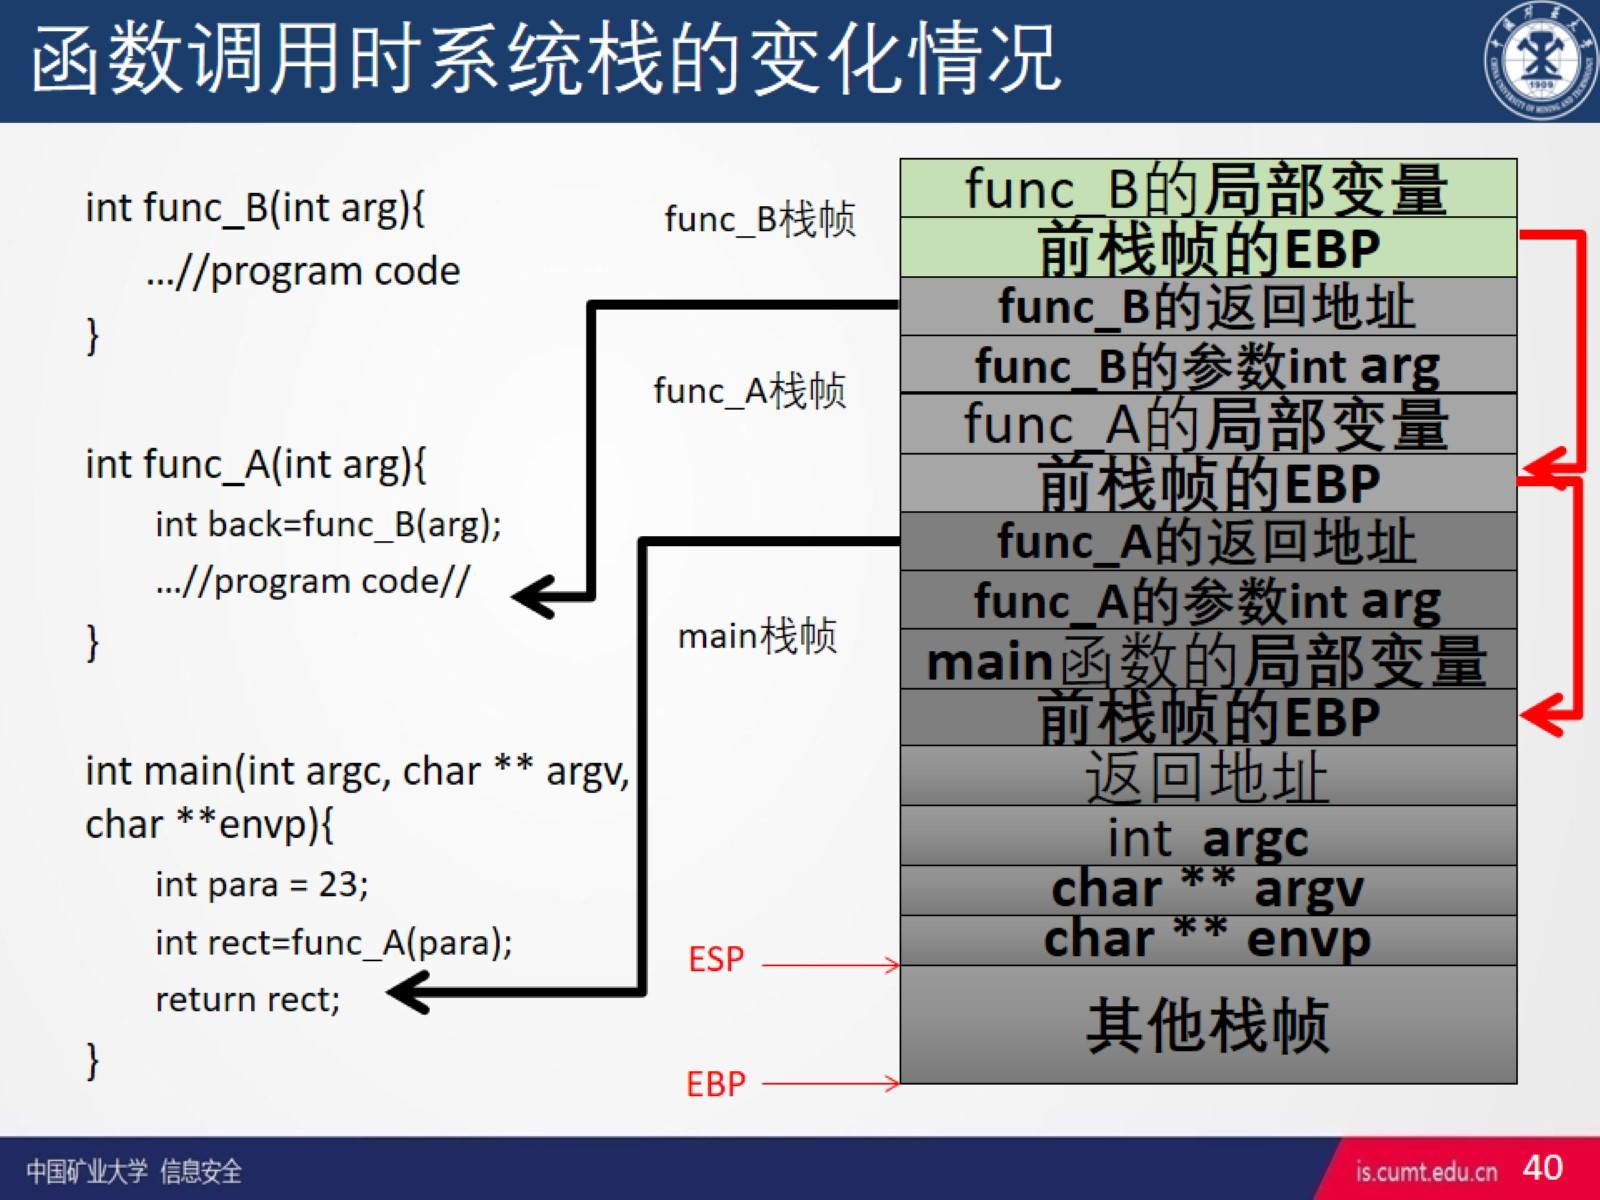 函数调用时系统栈的变化情况
int func_B(int arg){
...//program code
}
int func_A(int arg){
int back=func_B(arg);
...//program code//
}
int main(int argc, char ** argv,
char **envp){
int para = 23;
int rect=func_A(para);
return rect;
}
func_B栈帧
func_A栈帧
main栈帧
ESP
EBP
func_B的局部变量
前栈帧的EBP
func_B的返回地址
func_B的参数int arg
func_A的局部变量
前栈帧的EBP
func_A的返回地址
func_A的参数int arg
main函数的局部变量
前栈帧的EBP
返回地址
int argc
char ** argv
char ** envp
其他栈帧
中国矿业大学 信息安全
is.cumt.edu.cn
40
1909
CHINA UNIVERSITY OF MINING AND TECHNOLOGY